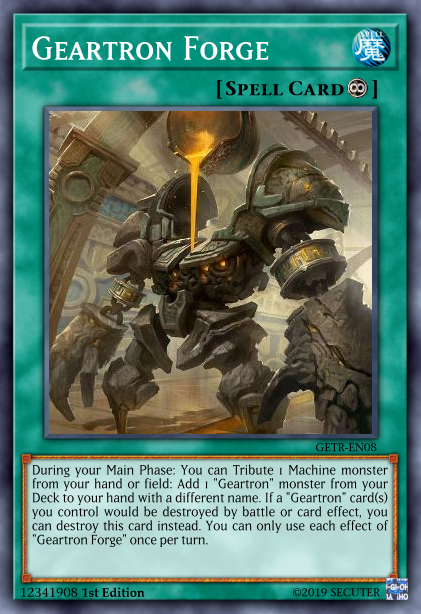 GEARTRON FORGE
魔
[SPELL CARD]
GETR-EN08
During your Main Phase: You can Tribute 1 Machine monster
from your hand or field: Add 1 "Geartron" monster from your
Deck to your hand with a different name. If a "Geartron" card(s)
you control would be destroyed by battle or card effect, you
can destroy this card instead. You can only use each effect of
"Geartron Forge" once per turn.
12341908 1st Edition
©2019 SECUTER